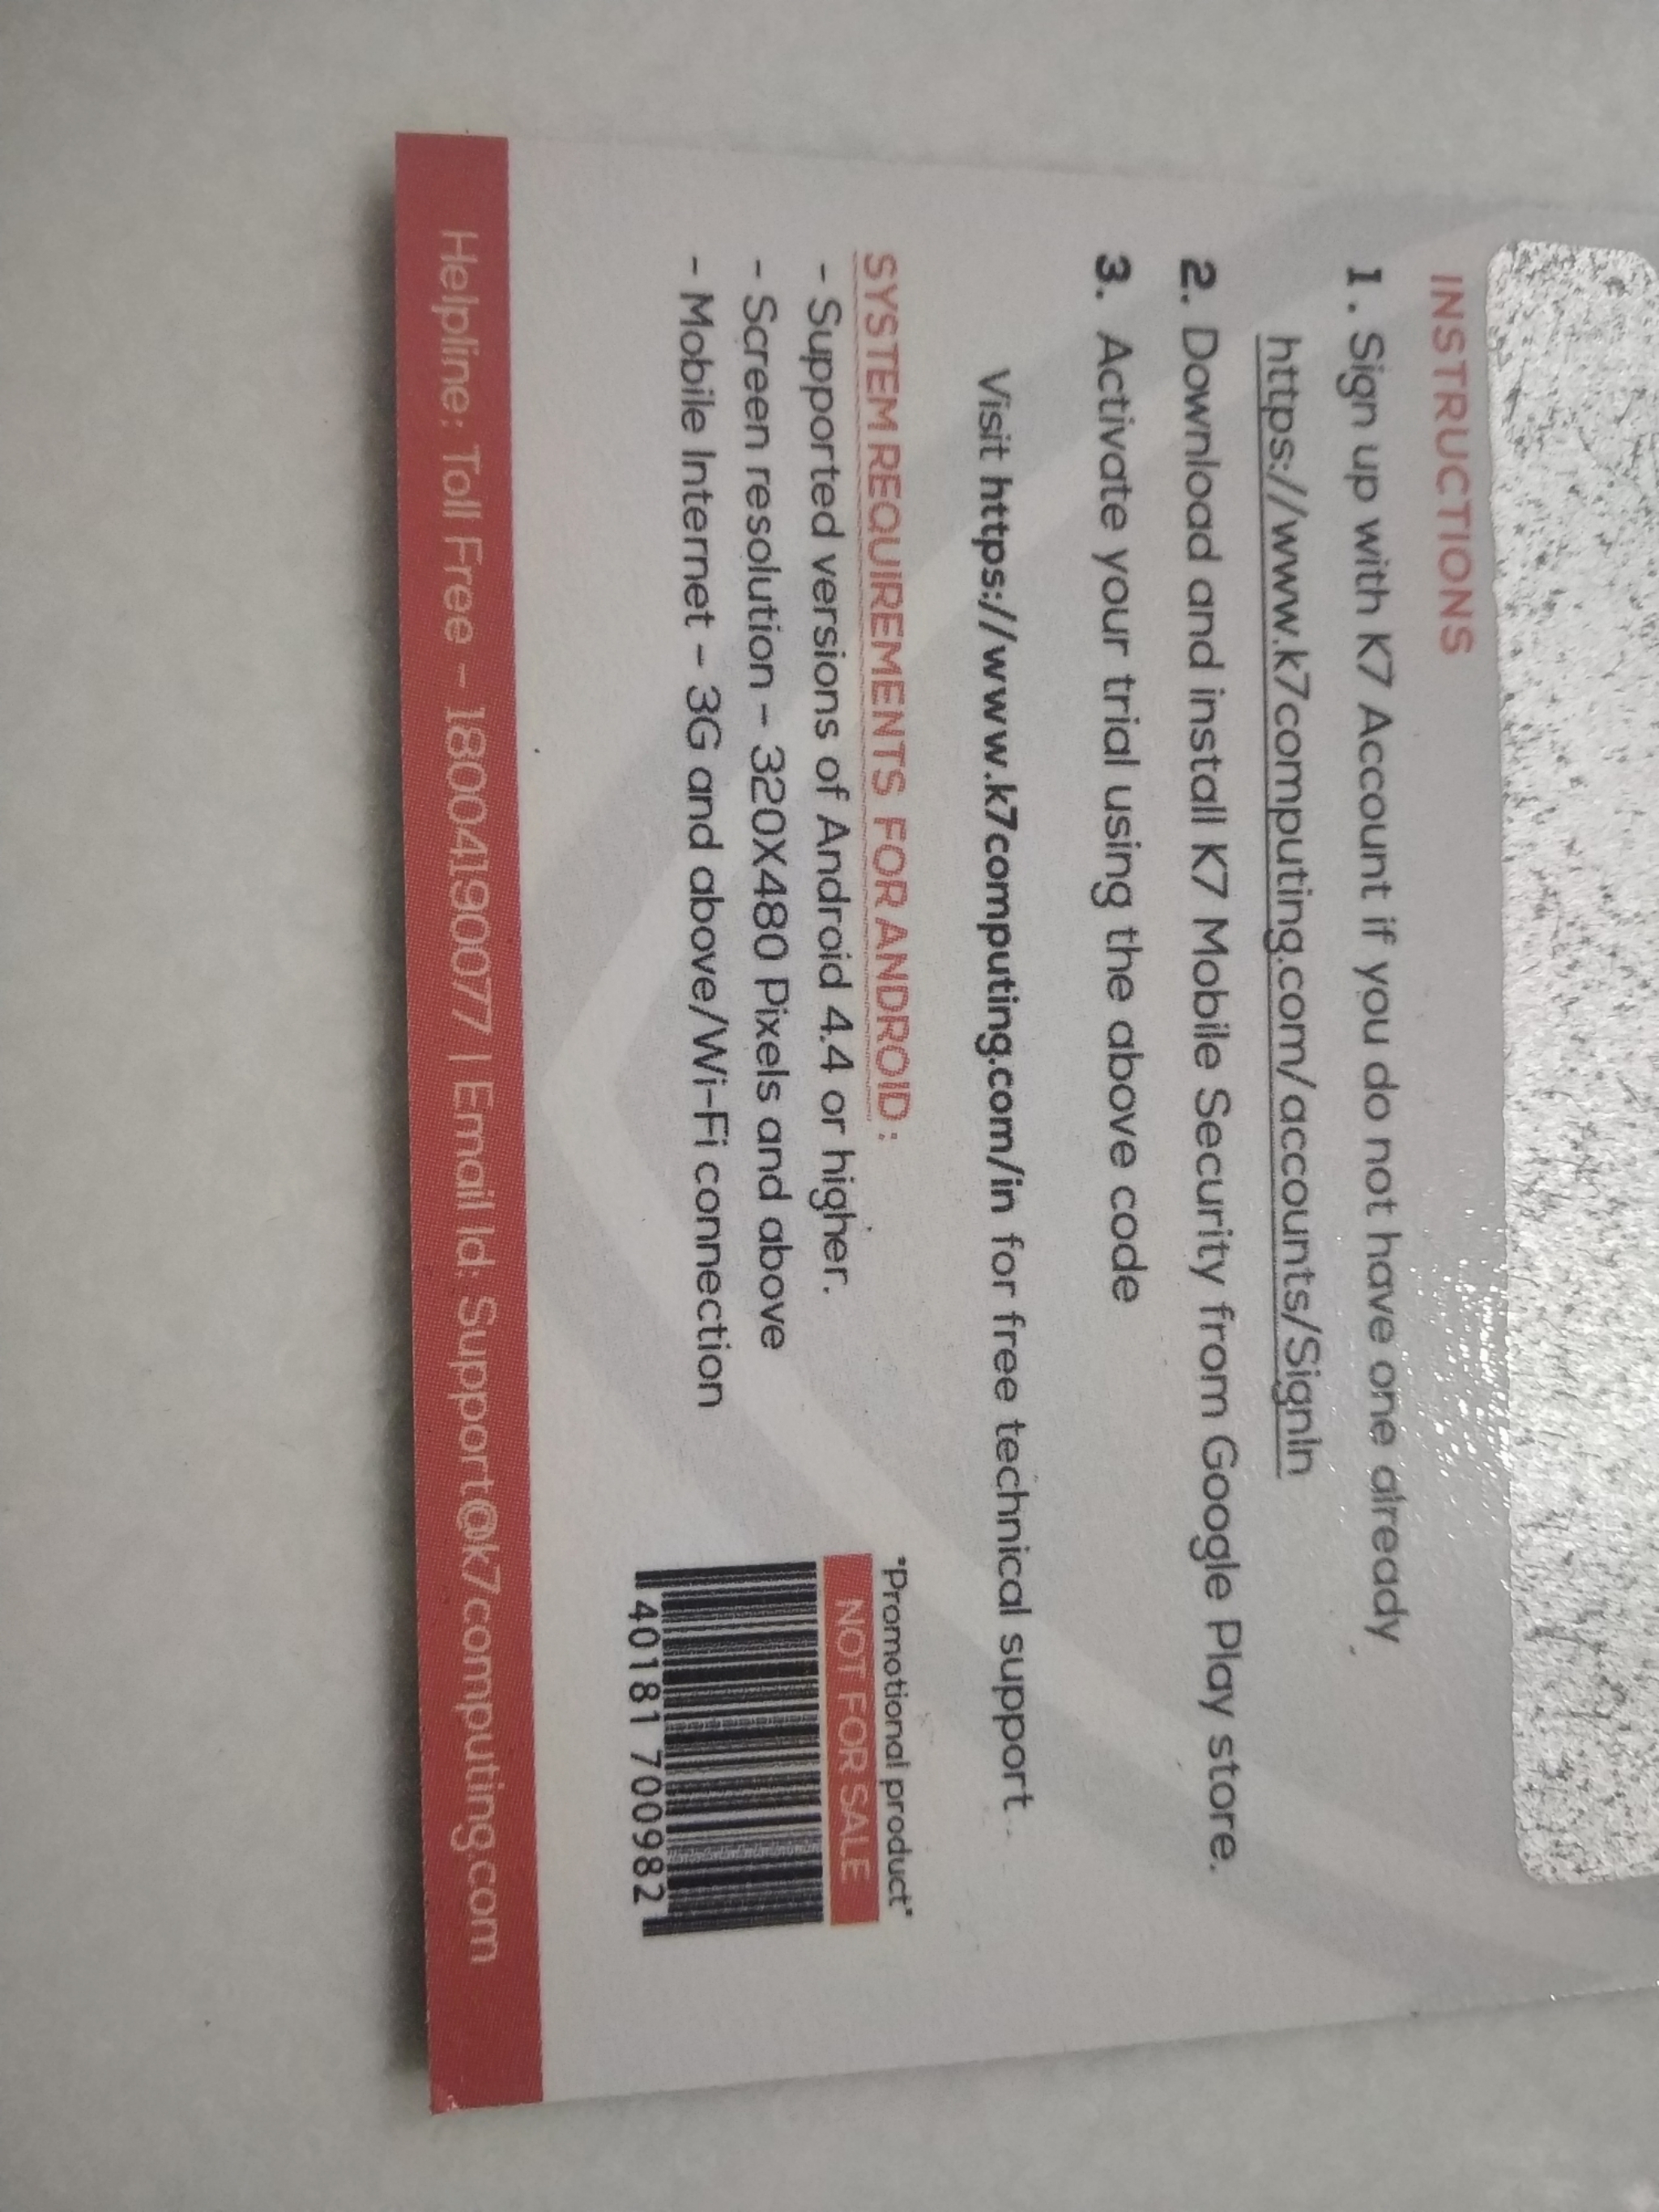 INSTRUCTIONS
1. Sign up with K7 Account if you do not have one already
https://www.k7computing.com/accounts/SignIn
2. Download and install K7 Mobile Security from Google Play store.
3. Activate your trial using the above code
Visit https://www.k7computing.com/in for free technical support
SYSTEM REQUIREMENTS FOR ANDROID:
- Supported versions of Android 4.4 or higher.
- Screen resolution - 320X480 Pixels and above
- Mobile Internet - 3G and above/Wi-Fi connection
*Promotional product*
NOT FOR SALE
40181 700982
Helpline: Toll Free - 18004190077 | Email Id: Support@k7computing.com